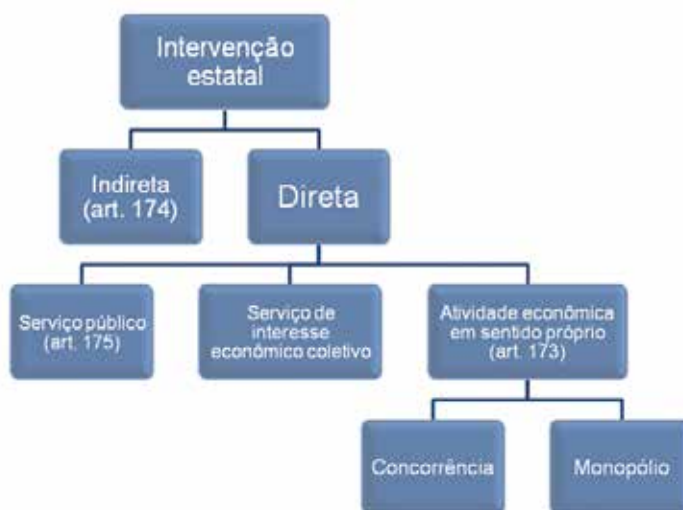 Intervenção
estatal
Indireta
(art. 174)
Direta
Serviço público
(art. 175)
Serviço de
interesse
econômico coletivo
Atividade econômica
em sentido próprio
(art. 173)
Concorrência
Monopólio